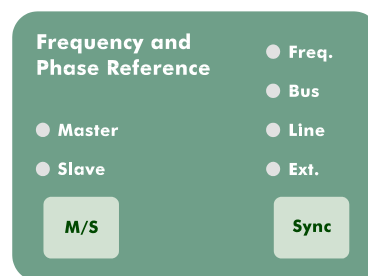 Frequency and
Phase Reference
Master
Slave
M/S
Freq.
Bus
Line
Ext.
Sync